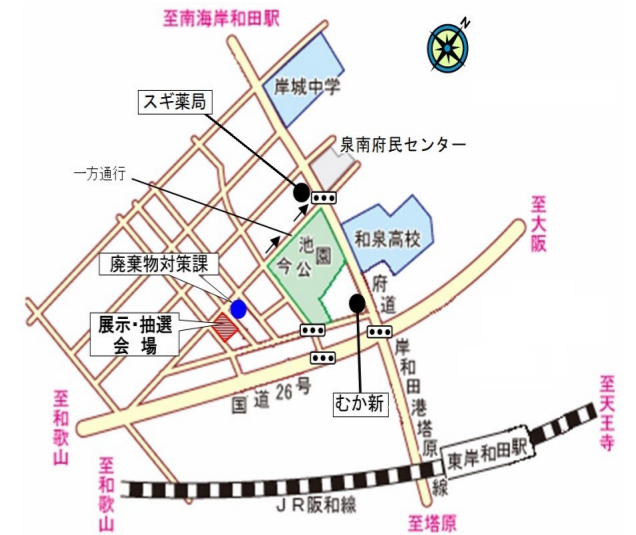 至南海岸和田駅
N
岸城中学
スギ薬局
泉南府民センター
一方通行
和泉高校
至大阪
今池公園
廃棄物対策課
府道岸和田港塔原線
展示・抽選
会場
国道26号
むか新
至和歌山
至天王寺
東岸和田駅
至和歌山
JR阪和線
至塔原